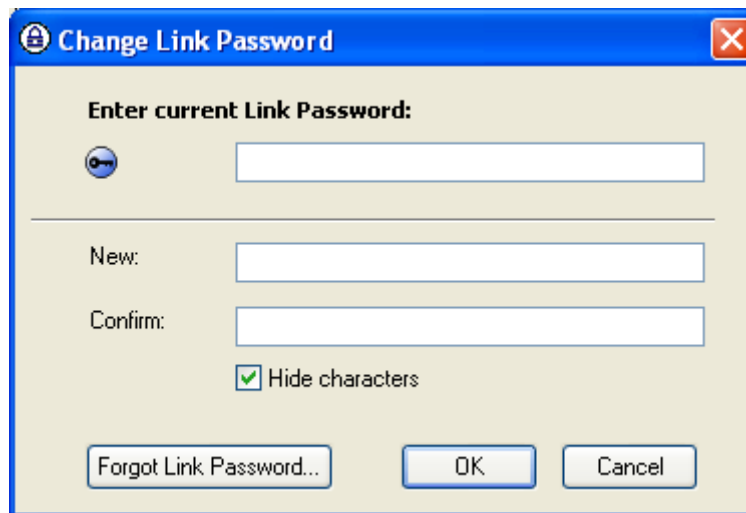 Change Link Password
Enter current Link Password:
New:
Confirm:
Hide characters
Forgot Link Password... OK Cancel